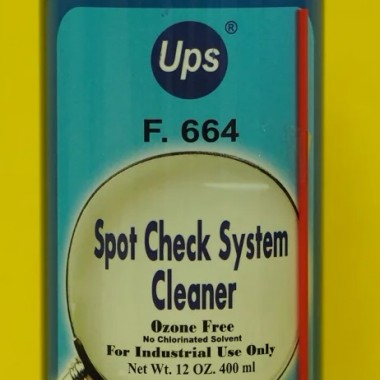 Ups®
F. 664
Spot Check System
Cleaner
Ozone Free
No Chlorinated Solvent
For Industrial Use Only
Net Wt. 12 OZ. 400 ml